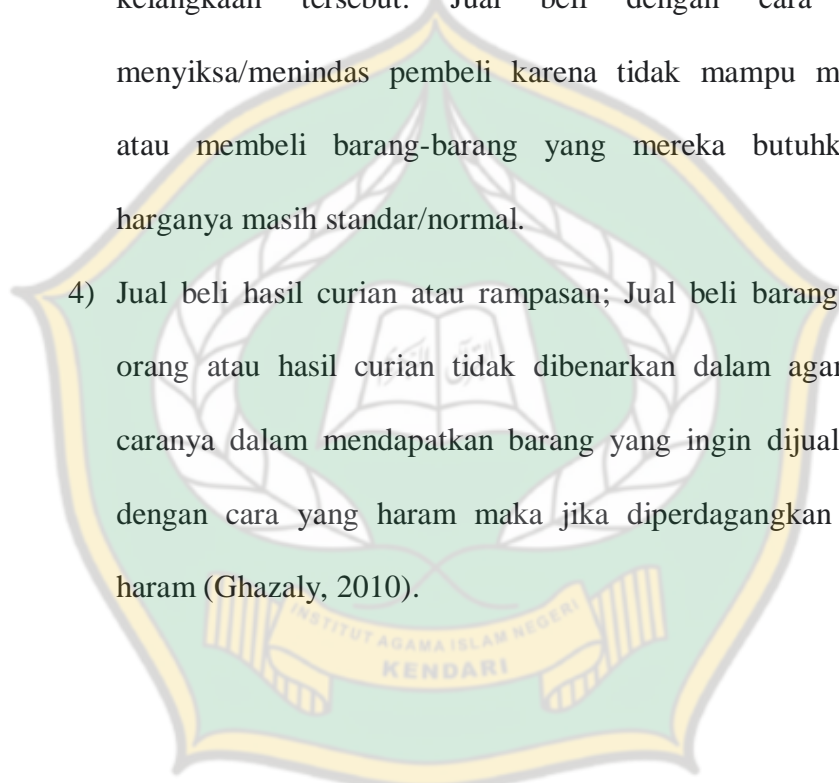 kelangkaan tersebut. Jual beli dengan cara
menyiksa/menindas pembeli karena tidak mampu
atau membeli barang-barang yang mereka
harganya masih standar/normal.
4) Jual beli hasil curian atau rampasan; Jual beli barang
orang atau hasil curian tidak dibenarkan dalam
caranya dalam mendapatkan barang yang ingin dijual
dengan cara yang haram maka jika diperdagangkan
haram (Ghazaly, 2010).
INSTITUT AGAMA ISLAM NEGERI
KENDARI